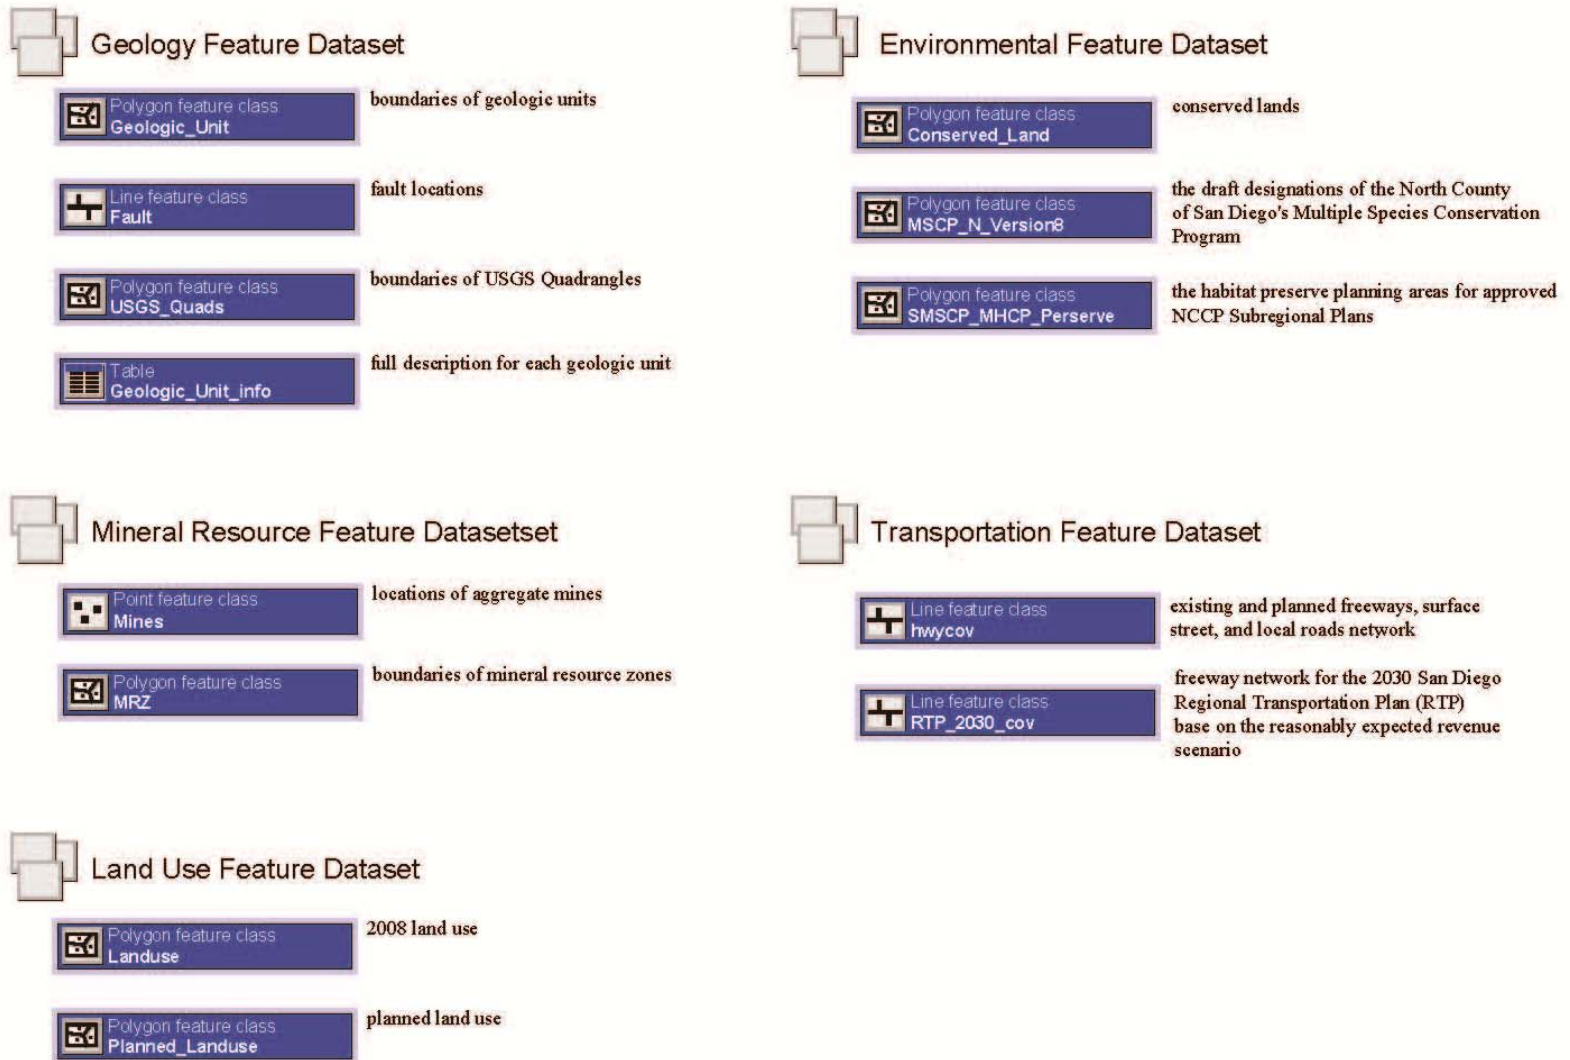 Geology Feature Dataset
Polygon feature class
Geologic_Unit
boundaries of geologic units
Line feature class
Fault
fault locations
Polygon feature class
USGS_Quads
boundaries of USGS Quadrangles
Table
Geologic_Unit_info
full description for each geologic unit
Environmental Feature Dataset
Polygon feature class
Conserved_Land
conserved lands
Polygon feature class
MSCP_N_Version8
the draft designations of the North County
of San Diego's Multiple Species Conservation
Program
Polygon feature class
SMSCP_MHCP_Perserve
the habitat preserve planning areas for approved
NCCP Subregional Plans
Mineral Resource Feature Datasetset
Point feature class
Mines
locations of aggregate mines
Polygon feature class
MRZ
boundaries of mineral resource zones
Transportation Feature Dataset
Line feature class
hwycov
existing and planned freeways, surface
street, and local roads network
Line feature class
RTP_2030_cov
freeway network for the 2030 San Diego
Regional Transportation Plan (RTP)
base on the reasonably expected revenue
scenario
Land Use Feature Dataset
Polygon feature class
Landuse
2008 land use
Polygon feature class
Planned_Landuse
planned land use